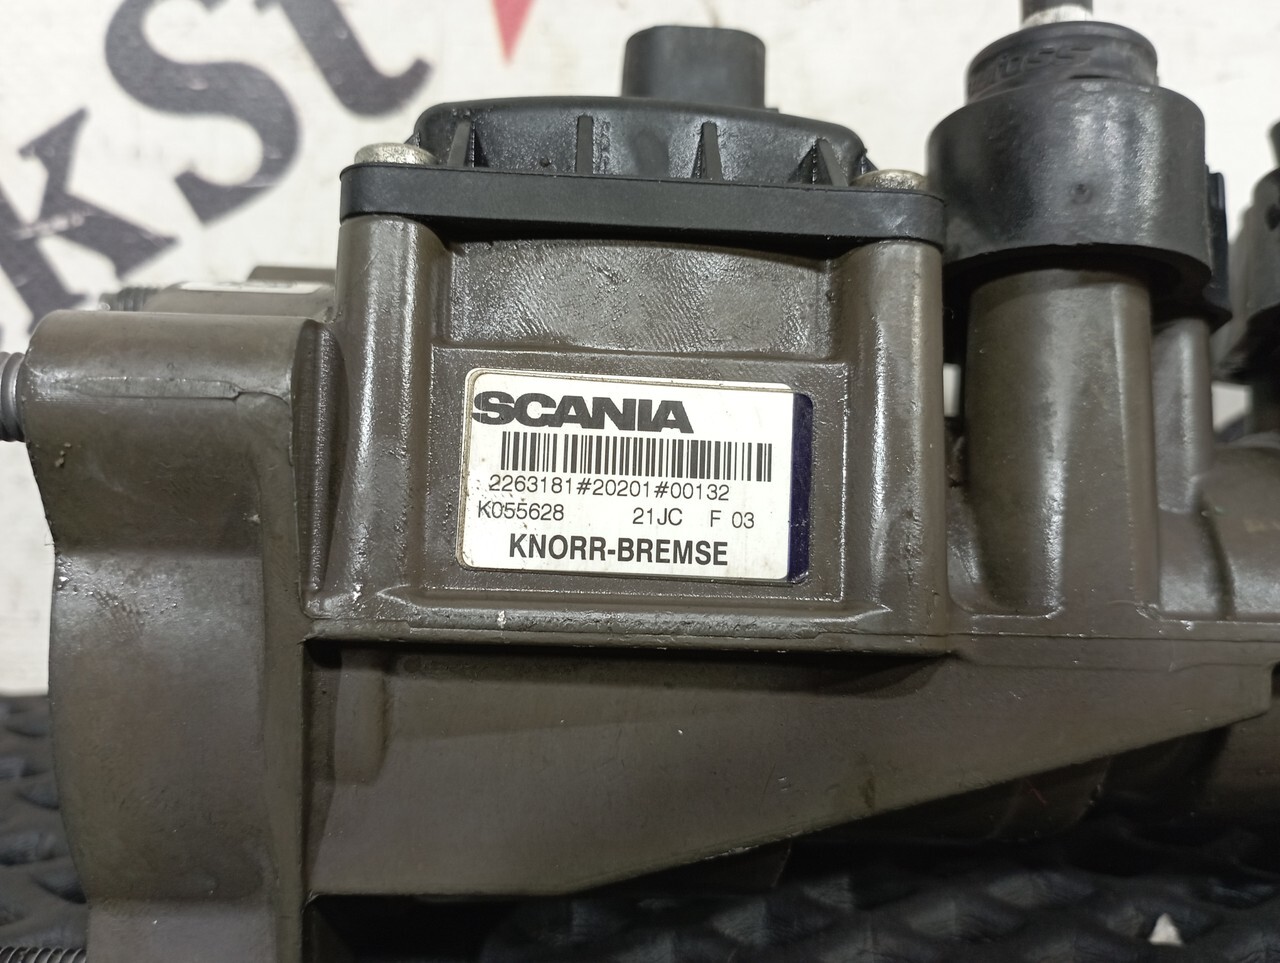 SCANIA
2263181#20201#00132
K055628 21JC F 03
KNORR-BREMSE